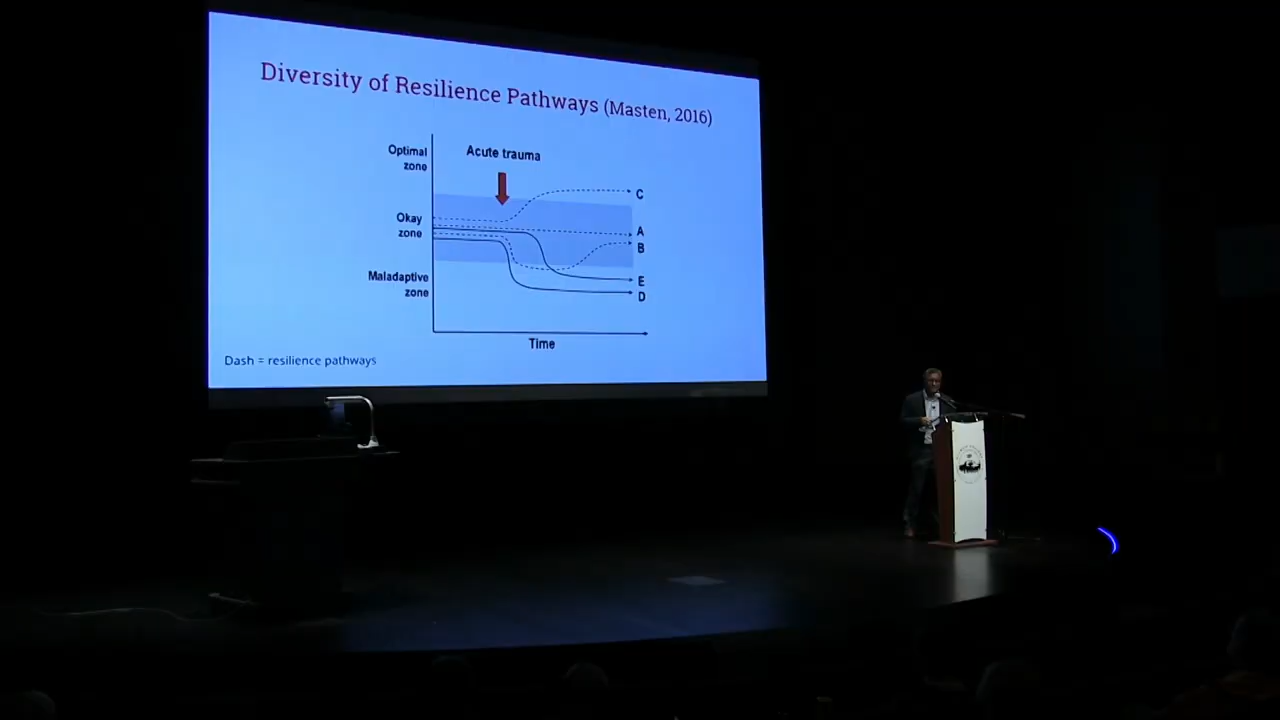 Diversity of Resilience Pathways (Masten, 2016)
Optimal
zone
Acute trauma
C
Okay
zone
A
B
Maladaptive
zone
E
D
Time
Dash = resilience pathways